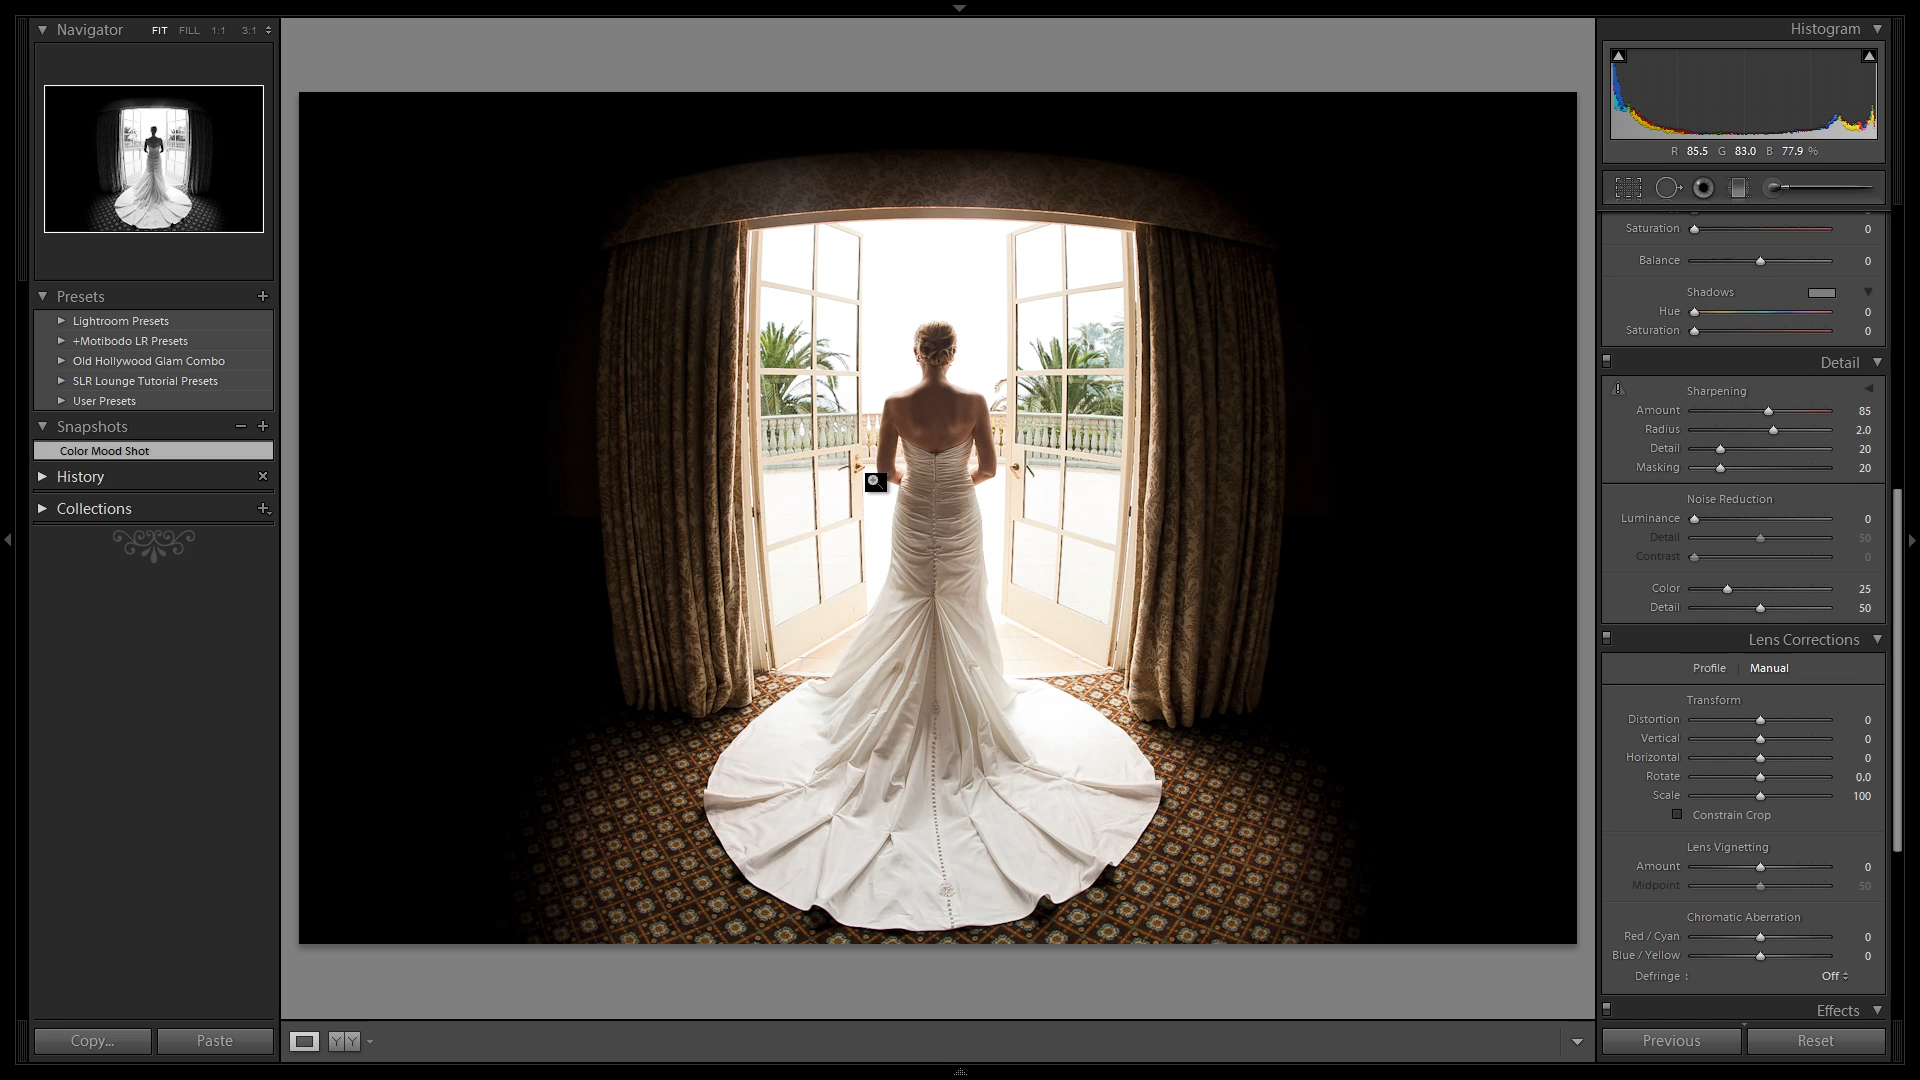 Navigator FIT FILL 1:1 3:1
Presets
Lightroom Presets
+Motibodo LR Presets
Old Hollywood Glam Combo
SLR Lounge Tutorial Presets
User Presets
Snapshots
Color Mood Shot
History
Collections
Copy... Paste
YY
Histogram
R 85.5 G 83.0 B 77.9 %
Saturation 0
Balance 0
Shadows
Hue 0
Saturation 0
Detail
Sharpening
Amount 85
Radius 2.0
Detail 20
Masking 20
Noise Reduction
Luminance 0
Detail 50
Contrast 0
Color 25
Detail 50
Lens Corrections
Profile | Manual
Transform
Distortion 0
Vertical 0
Horizontal 0
Rotate 0.0
Scale 100
Constrain Crop
Lens Vignetting
Amount 0
Midpoint 50
Chromatic Aberration
Red / Cyan 0
Blue / Yellow 0
Defringe : Off
Effects
Previous Reset